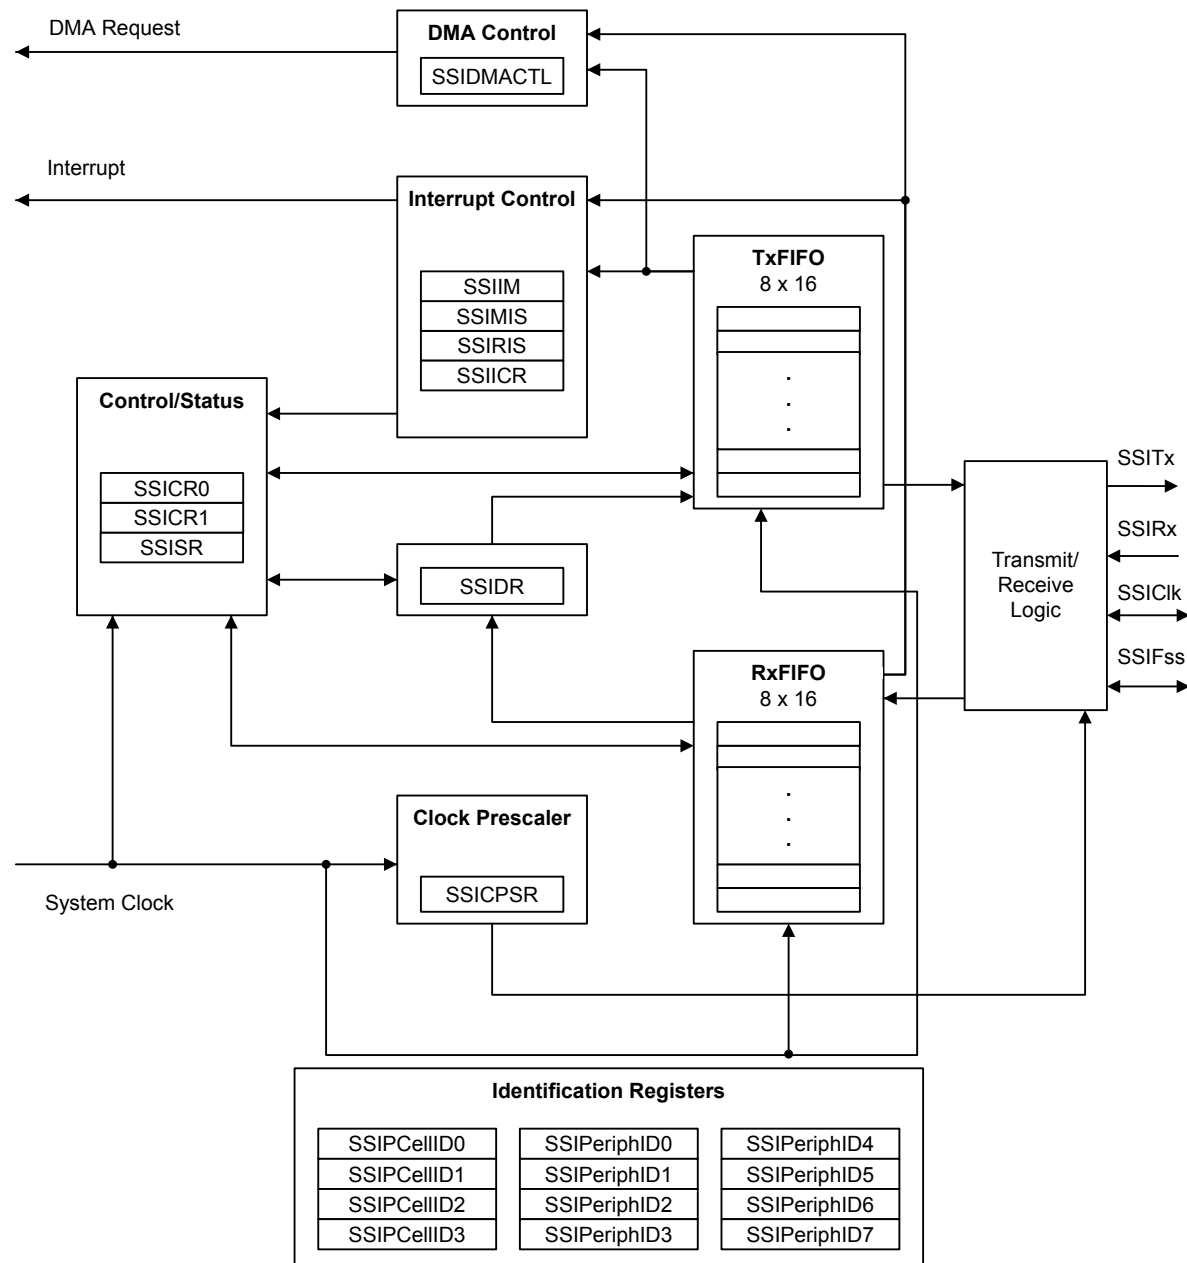 DMA Request
DMA Control
SSIDMACTL
Interrupt
Interrupt Control
SSIIM
SSIMIS
SSIRIS
SSIICR
TxFIFO
8 x 16
.
.
.
Control/Status
SSICR0
SSICR1
SSISR
SSIDR
Transmit/
Receive
Logic
SSITx
SSIRx
SSIClk
SSIFss
RxFIFO
8 x 16
.
.
.
Clock Prescaler
SSICPSR
System Clock
Identification Registers
SSIPCellID0
SSIPCellID1
SSIPCellID2
SSIPCellID3
SSIPeriphID0
SSIPeriphID1
SSIPeriphID2
SSIPeriphID3
SSIPeriphID4
SSIPeriphID5
SSIPeriphID6
SSIPeriphID7